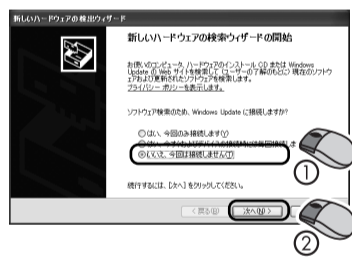 新しいハードウェアの検出ウィザード
新しいハードウェアの検索ウィザードの開始
お使いのコンピュータ、ハードウェアのインストール CD または Windows
Update の Web サイトを検索して (ユーザーの了解のもとに) 現在のソフトウ
ェアおよび更新されたソフトウェアを検索します。
プライバシー ポリシーを表示します。
ソフトウェア検索のため、Windows Update に接続しますか?
はい、今回のみ接続します(Y)
いいえ、今回は接続しません(T)
①
続行するには、[次へ] をクリックしてください。
< 戻る(B)
次へ(N) >
②